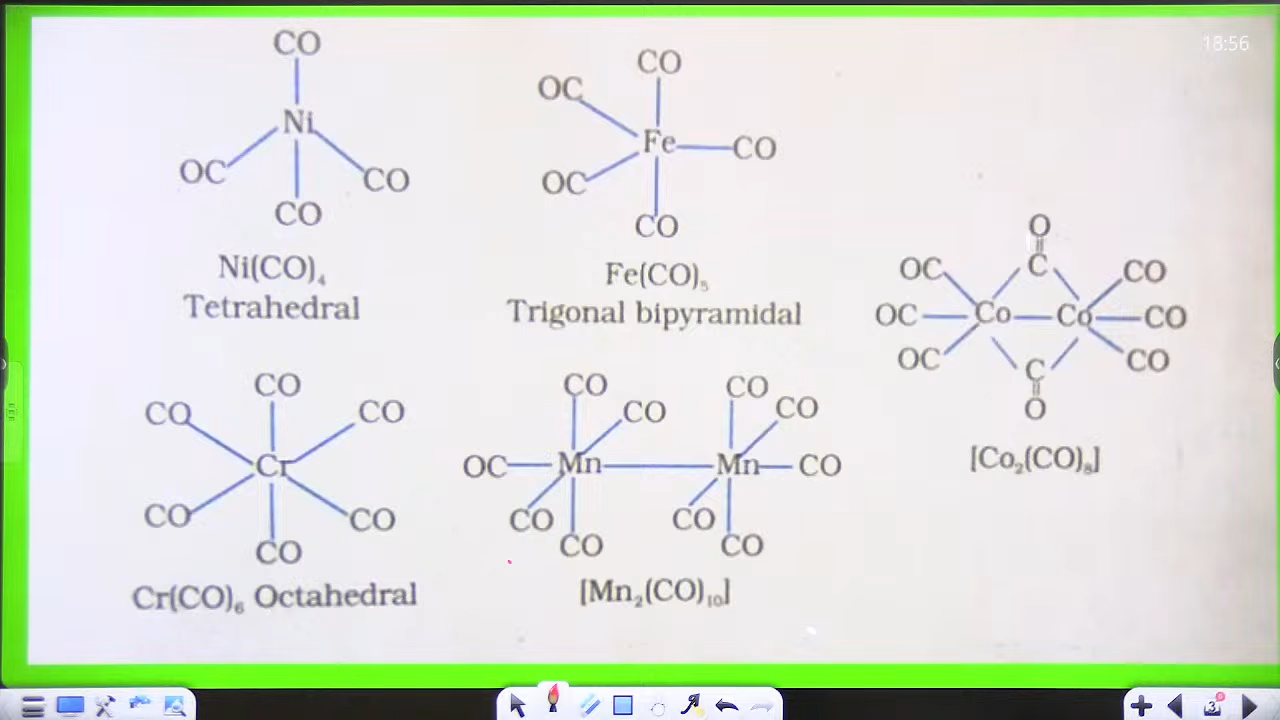 18:56
CO
Ni
OC
CO
CO
Ni(CO)₄
Tetrahedral
CO
OC
Fe
CO
OC
CO
Fe(CO)₅
Trigonal bipyramidal
O
C
OC
CO
OC
Co
Co
CO
OC
CO
C
O
[Co₂(CO)₈]
CO
CO
CO
Cr
CO
CO
CO
Cr(CO)₆ Octahedral
CO
CO
CO
CO
OC
Mn
Mn
CO
CO
CO
CO
CO
[Mn₂(CO)₁₀]
3